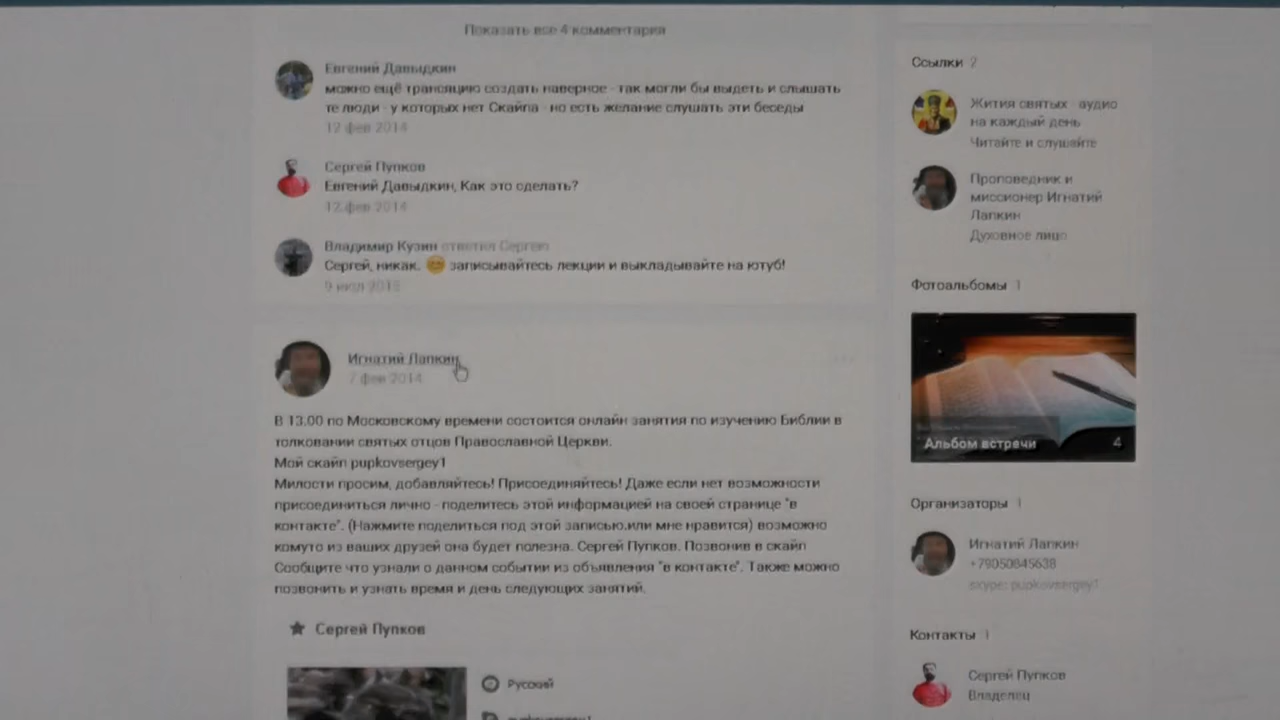 Показать все 4 комментария
Евгений Давыдкин
можно ещё трансяцию создать наверное - так могли бы выдеть и слышать
те люди - у которых нет Скайпа - но есть желание слушать эти беседы
12 фев 2014
Сергей Пупков
Евгений Давыдкин, Как это сделать?
12 фев 2014
Владимир Кузин ответил Сергею
Сергей, никак. 😊 записывайтесь лекции и выкладывайте на ютуб!
9 июл 2015
Игнатий Лапкин
7 фев 2014
В 13.00 по Московскому времени состоится онлайн занятия по изучению Библии в
толковании святых отцов Православной Церкви.
Мой скайп pupkovsergey1
Милости просим, добавляйтесь! Присоединяйтесь! Даже если нет возможности
присоединиться лично - поделитесь этой информацией на своей странице "в
контакте". (Нажмите поделиться под этой записью.или мне нравится) возможно
комуто из ваших друзей она будет полезна. Сергей Пупков. Позвонив в скайп
Сообщите что узнали о данном событии из объявления "в контакте". Также можно
позвонить и узнать время и день следующих занятий.
Сергей Пупков
Русский
Ссылки 2
Жития святых - аудио
на каждый день
Читайте и слушайте
Проповедник и
миссионер Игнатий
Лапкин
Духовное лицо
Фотоальбомы 1
Альбом встречи 4
Организаторы 1
Игнатий Лапкин
+79050845638
skype: pupkovsergey1
Контакты 1
Сергей Пупков
Владелец